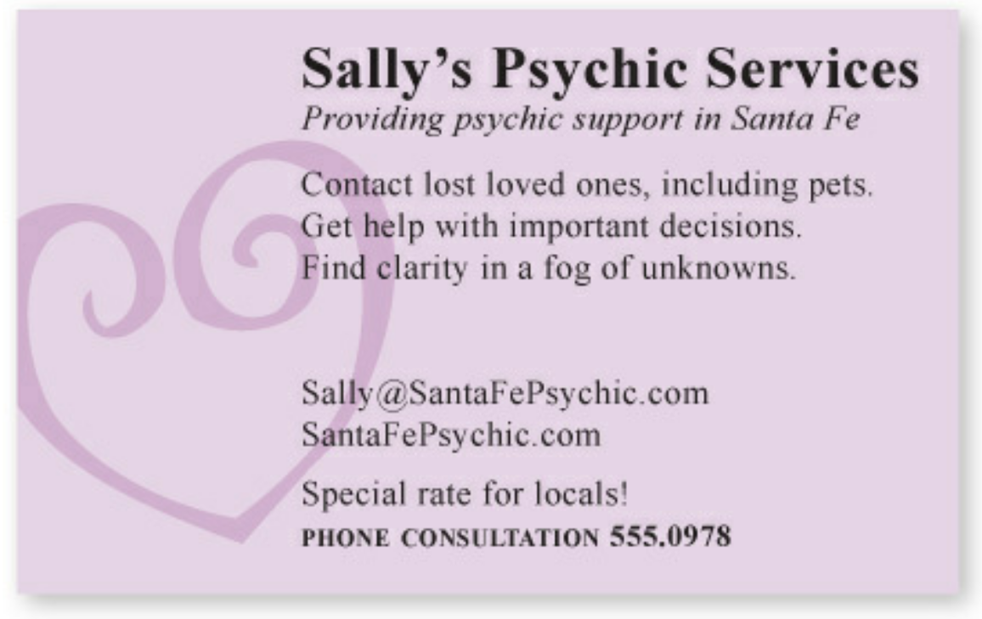 Sally’s Psychic Services
Providing psychic support in Santa Fe
Contact lost loved ones, including pets.
Get help with important decisions.
Find clarity in a fog of unknowns.
Sally@SantaFePsychic.com
SantaFePsychic.com
Special rate for locals!
PHONE CONSULTATION 555.0978